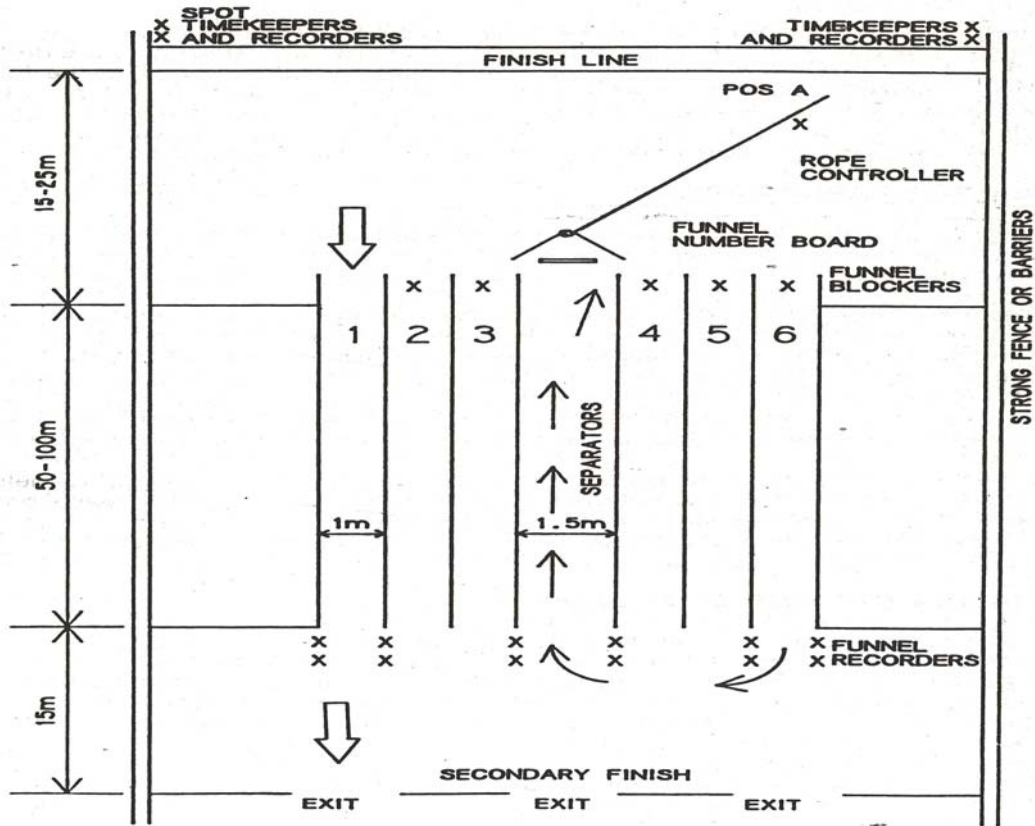 SPOT
X TIMEKEEPERS
X AND RECORDERS
TIMEKEEPERS X
AND RECORDERS X
FINISH LINE
POS A
X
ROPE
CONTROLLER
15-25m
FUNNEL
NUMBER BOARD
X X X X X
FUNNEL
BLOCKERS
1 2 3 4 5 6
STRONG FENCE OR BARRIERS
50-100m
SEPARATORS
1m
1.5m
X X X X X X
X X X X X X
FUNNEL
RECORDERS
15m
SECONDARY FINISH
EXIT EXIT EXIT